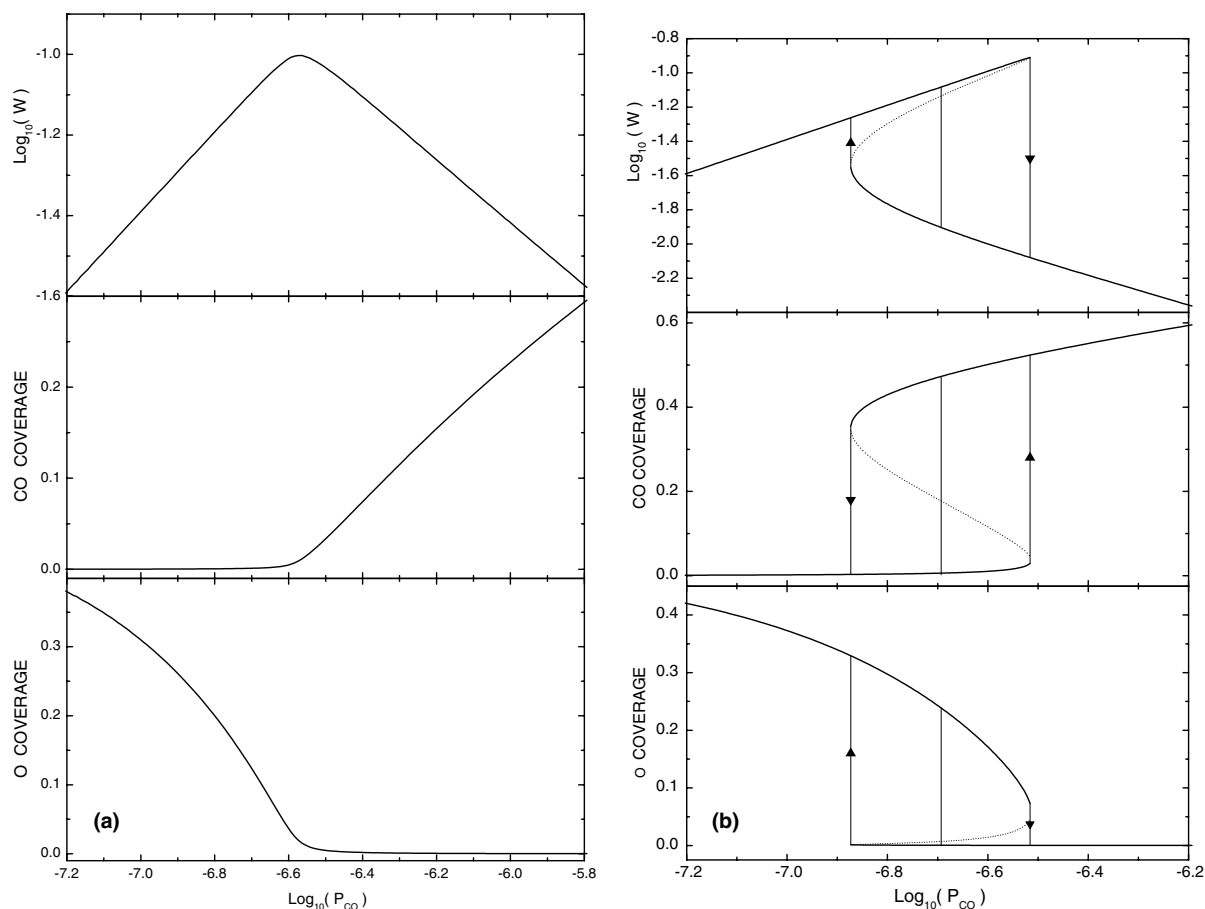 Log10( W )
-1.0
-1.2
-1.4
-1.6
CO COVERAGE
0.2
0.1
0.0
O COVERAGE
0.3
0.2
0.1
0.0
(a)
-7.2 -7.0 -6.8 -6.6 -6.4 -6.2 -6.0 -5.8
Log10( PCO )
Log10 ( W )
-0.8
-1.0
-1.2
-1.4
-1.6
-1.8
-2.0
-2.2
CO COVERAGE
0.6
0.4
0.2
0.0
O COVERAGE
0.4
0.3
0.2
0.1
0.0
(b)
-7.2 -7.0 -6.8 -6.6 -6.4 -6.2
Log10( PCO )